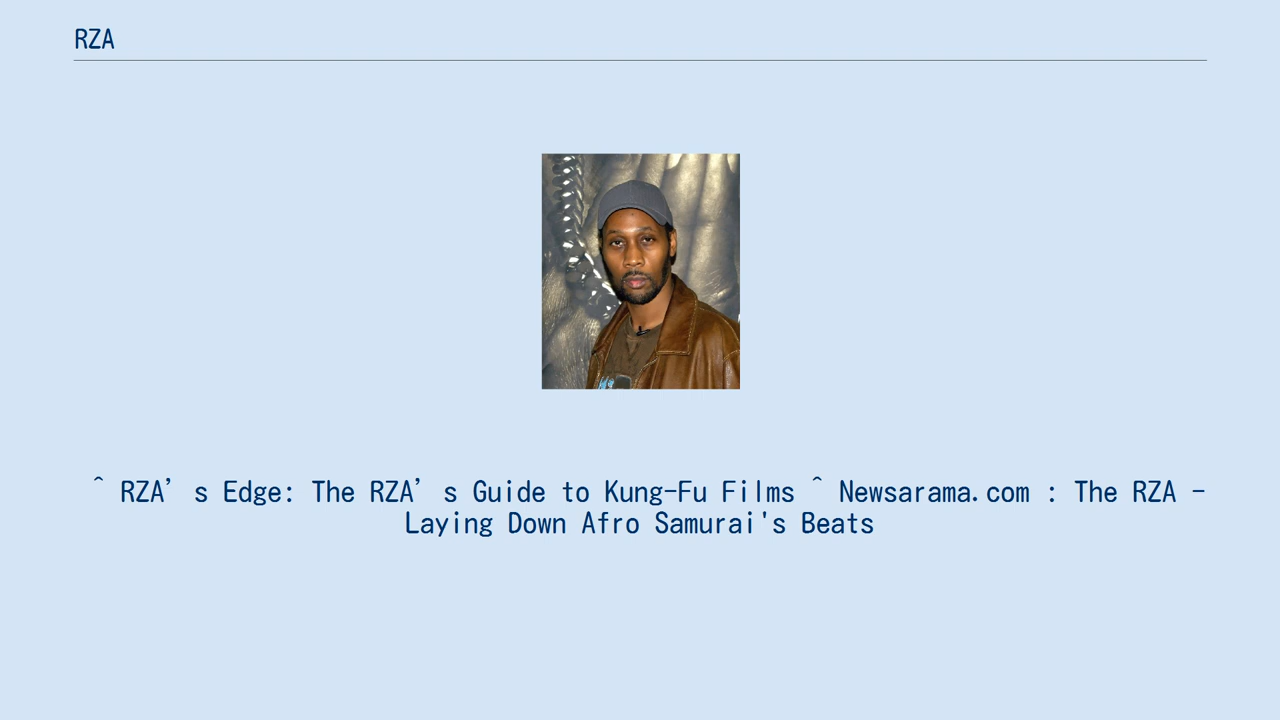 RZA
^ RZA’s Edge: The RZA’s Guide to Kung-Fu Films ^ Newsarama.com : The RZA -
Laying Down Afro Samurai's Beats